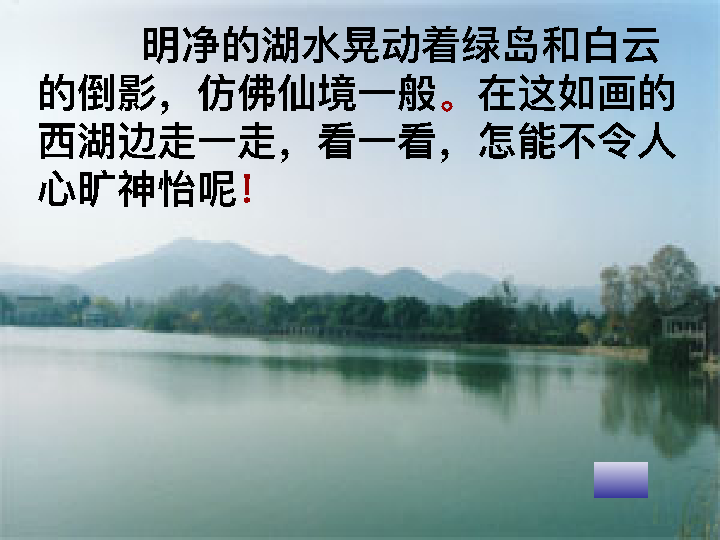 明净的湖水晃动着绿岛和白云
的倒影，仿佛仙境一般。在这如画的
西湖边走一走，看一看，怎能不令人
心旷神怡呢！